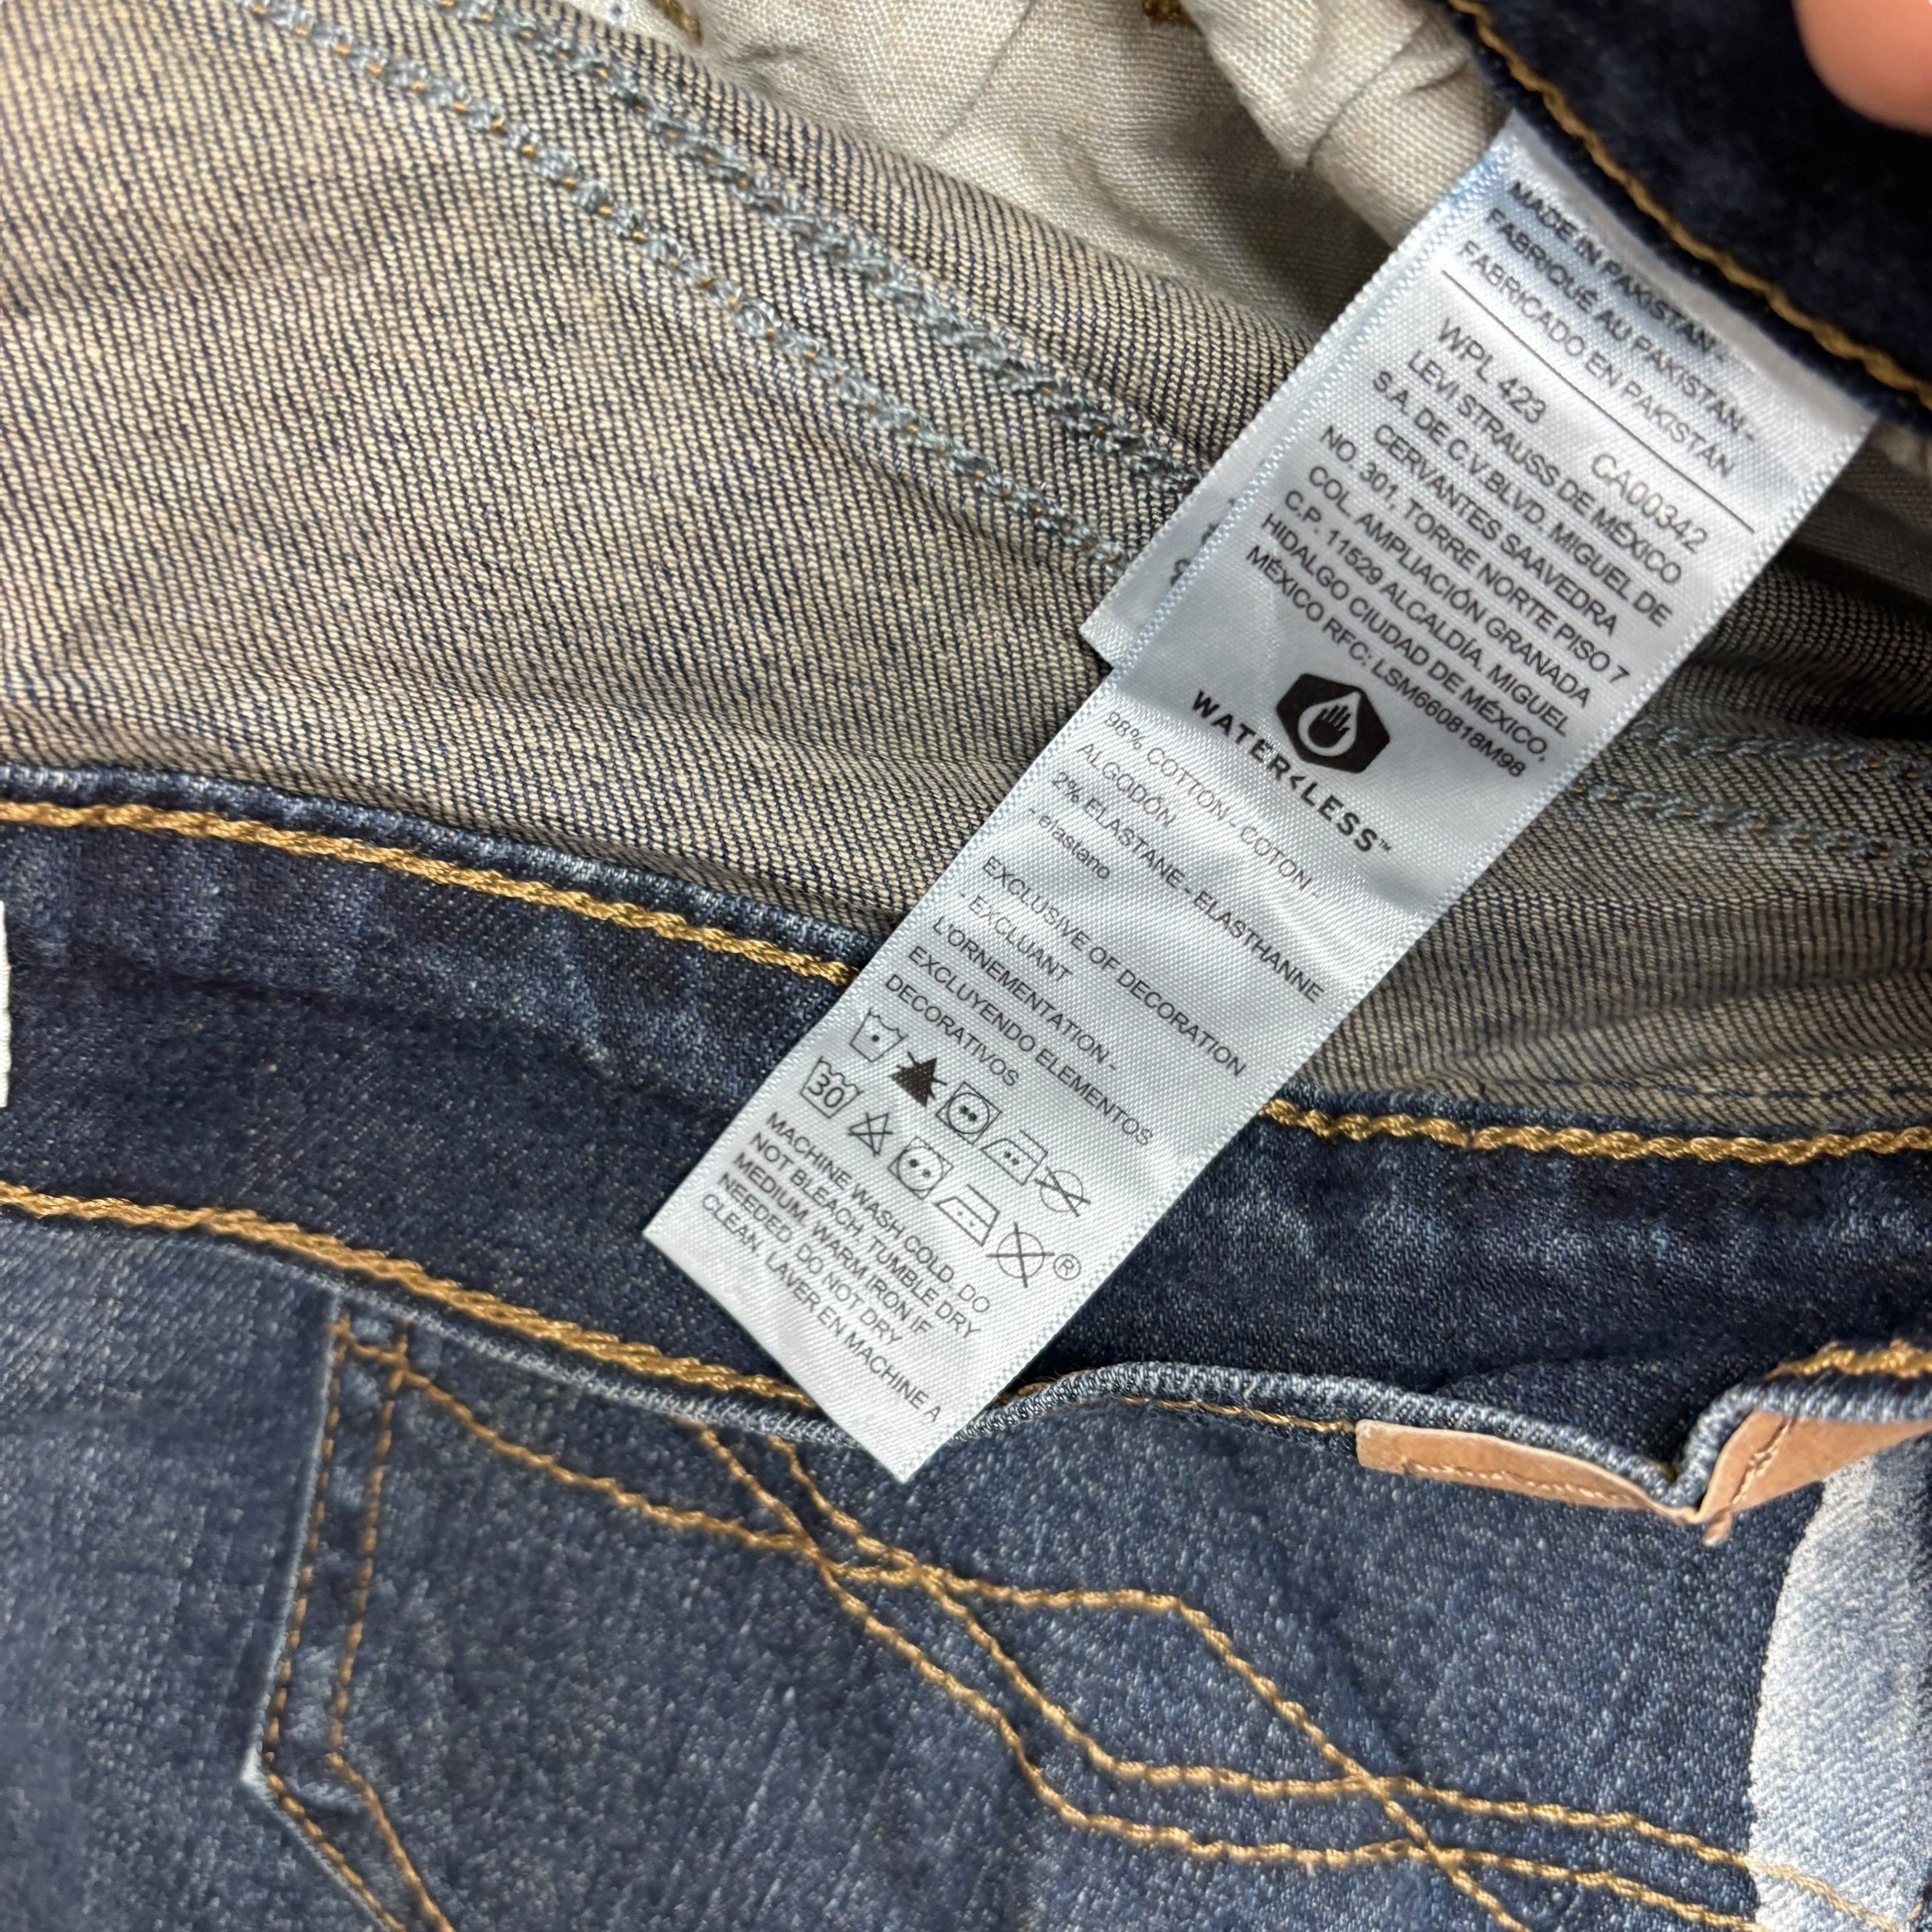 MADE IN PAKISTAN -
FABRIQUÉ AU PAKISTAN -
FABRICADO EN PAKISTÁN
WPL 423 CA00342
LEVI STRAUSS DE MÉXICO
S.A. DE C.V.BLVD. MIGUEL DE
CERVANTES SAAVEDRA
NO. 301, TORRE NORTE PISO 7
COL. AMPLIACIÓN GRANADA
C.P. 11529 ALCALDÍA. MIGUEL
HIDALGO CIUDAD DE MÉXICO,
MÉXICO RFC: LSM660818M98
WATER<LESS™
98% COTTON - COTON -
ALGODÓN
2% ELASTANE - ELASTHANNE
- elastano
EXCLUSIVE OF DECORATION
- EXCLUANT
L'ORNEMENTATION -
EXCLUYENDO ELEMENTOS
DECORATIVOS
30 ®
MACHINE WASH COLD. DO
NOT BLEACH, TUMBLE DRY
MEDIUM. WARM IRON IF
NEEDED. DO NOT DRY
CLEAN. LAVER EN MACHINE A